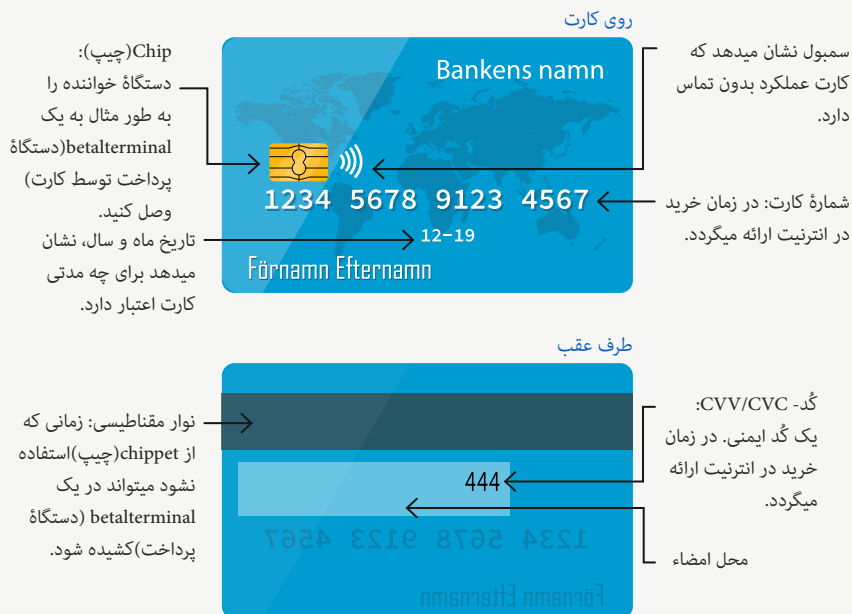 روی کارت
Chip(چیپ):
دستگاهٔ خواننده را
به طور مثال به یک
betalterminal(دستگاهٔ
پرداخت توسط کارت)
وصل کنید.
تاریخ ماه و سال، نشان
میدهد برای چه مدتی
کارت اعتبار دارد.
Bankens namn
1234 5678 9123 4567
12-19
Förnamn Efternamn
سمبول نشان میدهد که
کارت عملکرد بدون تماس
دارد.
شمارهٔ کارت: در زمان خرید
در انترنیت ارائه میگردد.
طرف عقب
نوار مقناطیسی: زمانی که
از chippet(چیپ)استفاده
نشود میتواند در یک
betalterminal (دستگاهٔ
پرداخت)کشیده شود.
444
1234 5678 9123 4567
Förnamn Efternamn
کُد- CVV/CVC:
یک کُد ایمنی. در زمان
خرید در انترنیت ارائه
میگردد.
محل امضاء